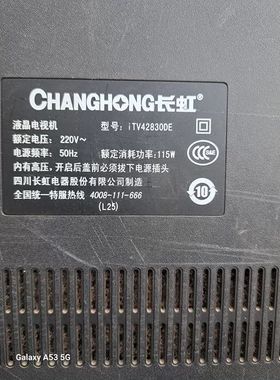 CHANGHONG长虹®
液晶电视机 型号：iTV42830DE
额定电压：220V～
电源频率：50Hz 额定消耗功率：115W
内有高压，开启后盖前必须拔下电源插头
四川长虹电器股份有限公司制造
全国统一特服热线 4008-111-666
(L25)
10
Galaxy A53 5G